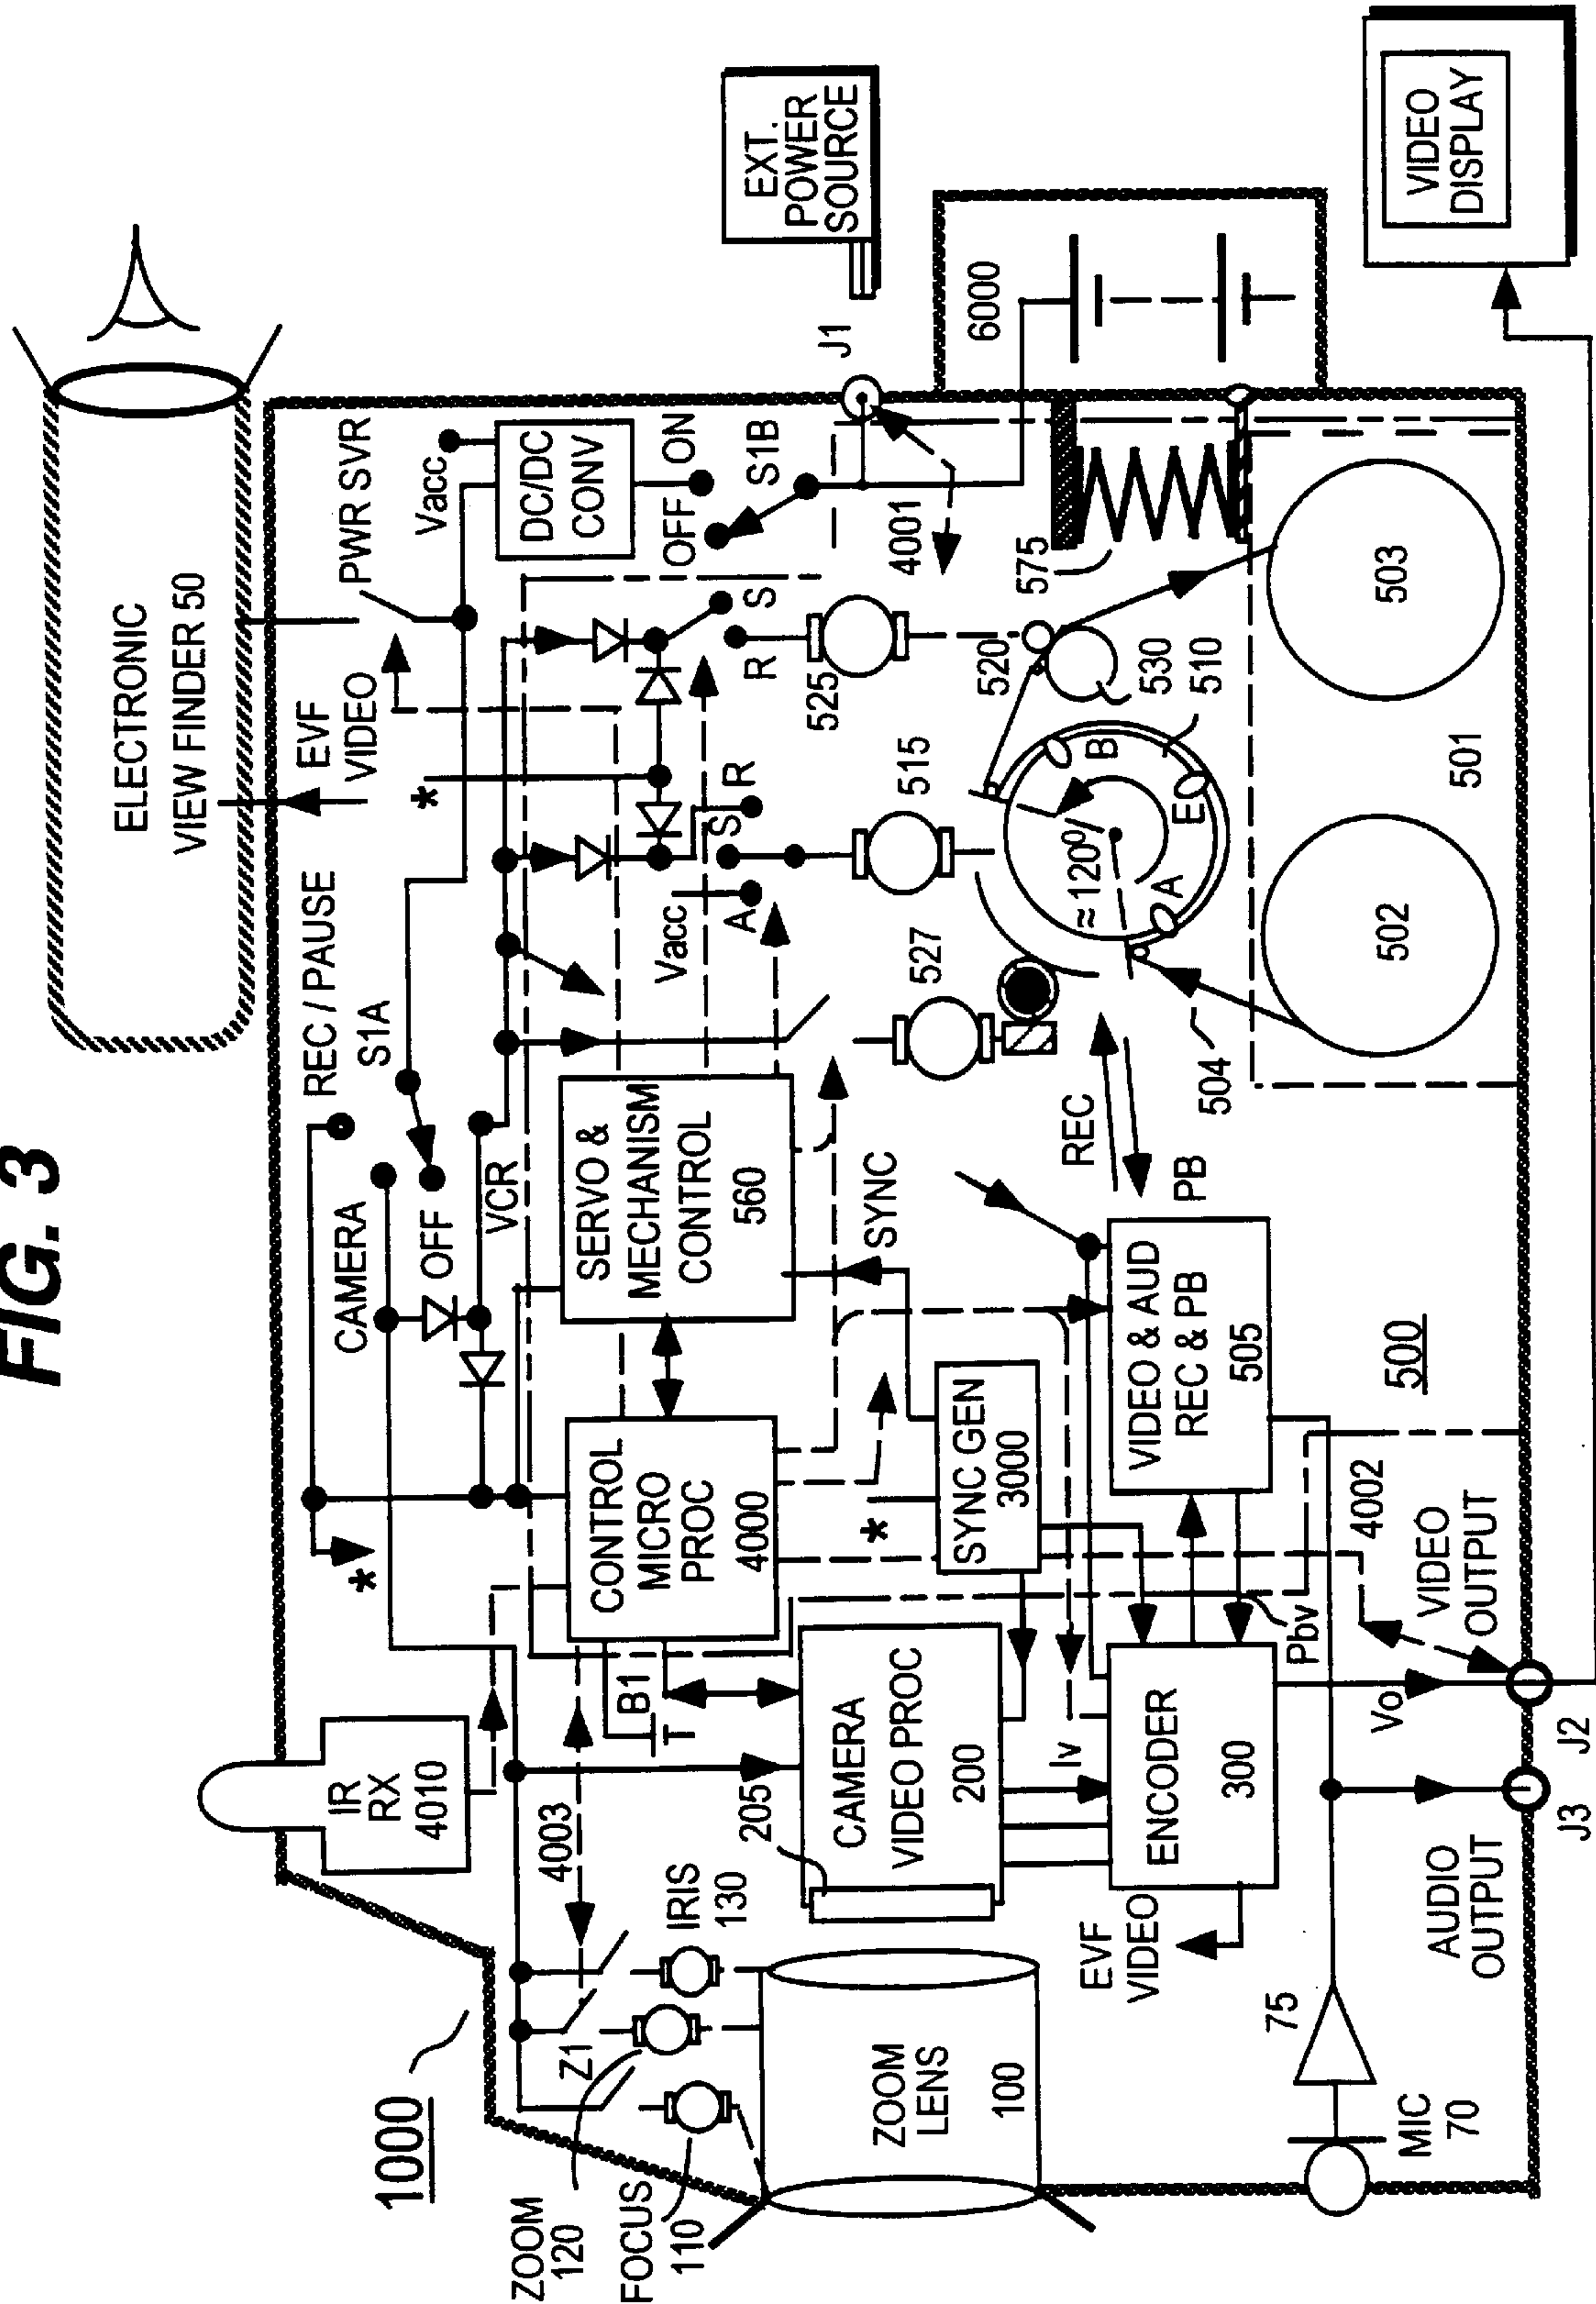 FIG. 3
1000
ELECTRONIC
VIEW FINDER 50
EVF
VIDEO
PWR SVR
REC / PAUSE
S1A
CAMERA
OFF
VCR
*
*
*
Vacc
DC/DC
CONV
OFF
ON
S1B
J1
EXT.
POWER
SOURCE
6000
4001
IR
RX
4010
4003
B1
CONTROL
MICRO
PROC
4000
SERVO &
MECHANISM
CONTROL
560
SYNC
Vacc
A
S
R
R
S
527
515
525
520
530
510
575
≈ 120⁰
A
B
E
504
501
502
503
REC
PB
SYNC GEN
3000
VIDEO & AUD
REC & PB
505
500
4002
Z1
ZOOM
120
FOCUS
110
IRIS
130
205
CAMERA
VIDEO PROC
200
Iv
ENCODER
300
Pbv
Vo
EVF
VIDEO
ZOOM
LENS
100
MIC
70
75
AUDIO
OUTPUT
J3
J2
VIDEO
OUTPUT
VIDEO
DISPLAY